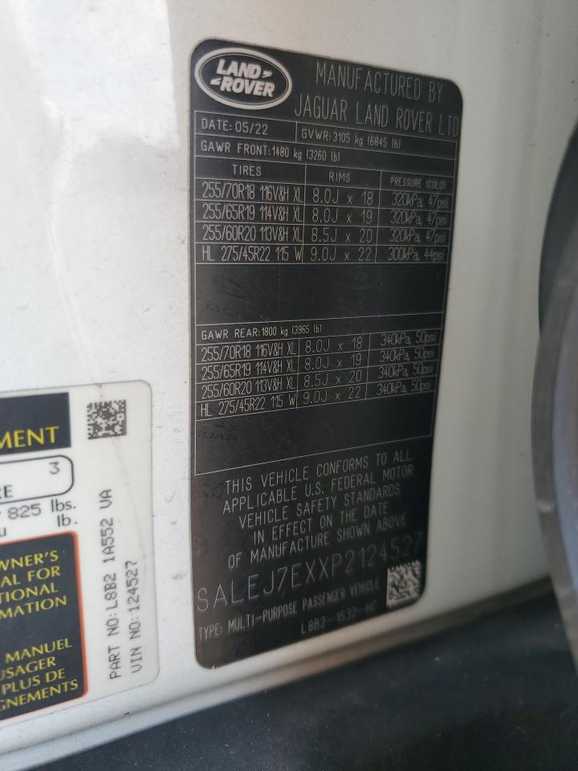 LAND ROVER
MANUFACTURED BY
JAGUAR LAND ROVER LTD
DATE: 05/22 GVWR: 3105 kg (6845 lb)
GAWR FRONT: 1480 kg (3260 lb)
TIRES RIMS PRESSURE (COLD)
255/70R18 116V&H XL 8.0J x 18 320kPa, 47psi
255/65R19 114V&H XL 8.0J x 19 320kPa, 47psi
255/60R20 113V&H XL 8.5J x 20 320kPa, 47psi
HL 275/45R22 115 W 9.0J x 22 300kPa, 44psi
GAWR REAR: 1800 kg (3965 lb)
255/70R18 116V&H XL 8.0J x 18 340kPa, 50psi
255/65R19 114V&H XL 8.0J x 19 340kPa, 50psi
255/60R20 113V&H XL 8.5J x 20 340kPa, 50psi
HL 275/45R22 115 W 9.0J x 22 340kPa, 50psi
THIS VEHICLE CONFORMS TO ALL
APPLICABLE U.S. FEDERAL MOTOR
VEHICLE SAFETY STANDARDS
IN EFFECT ON THE DATE
OF MANUFACTURE SHOWN ABOVE
SALEJ7EXXP2124527
TYPE: MULTI-PURPOSE PASSENGER VEHICLE
L8B2-1532-
MENT
3
RE
825 lbs.
u lb.
OWNER'S
AL FOR
TIONAL
MATION
MANUEL
USAGER
PLUS DE
GNEMENTS
PART NO: L8B2 1A552 VA
VIN NO: 124527